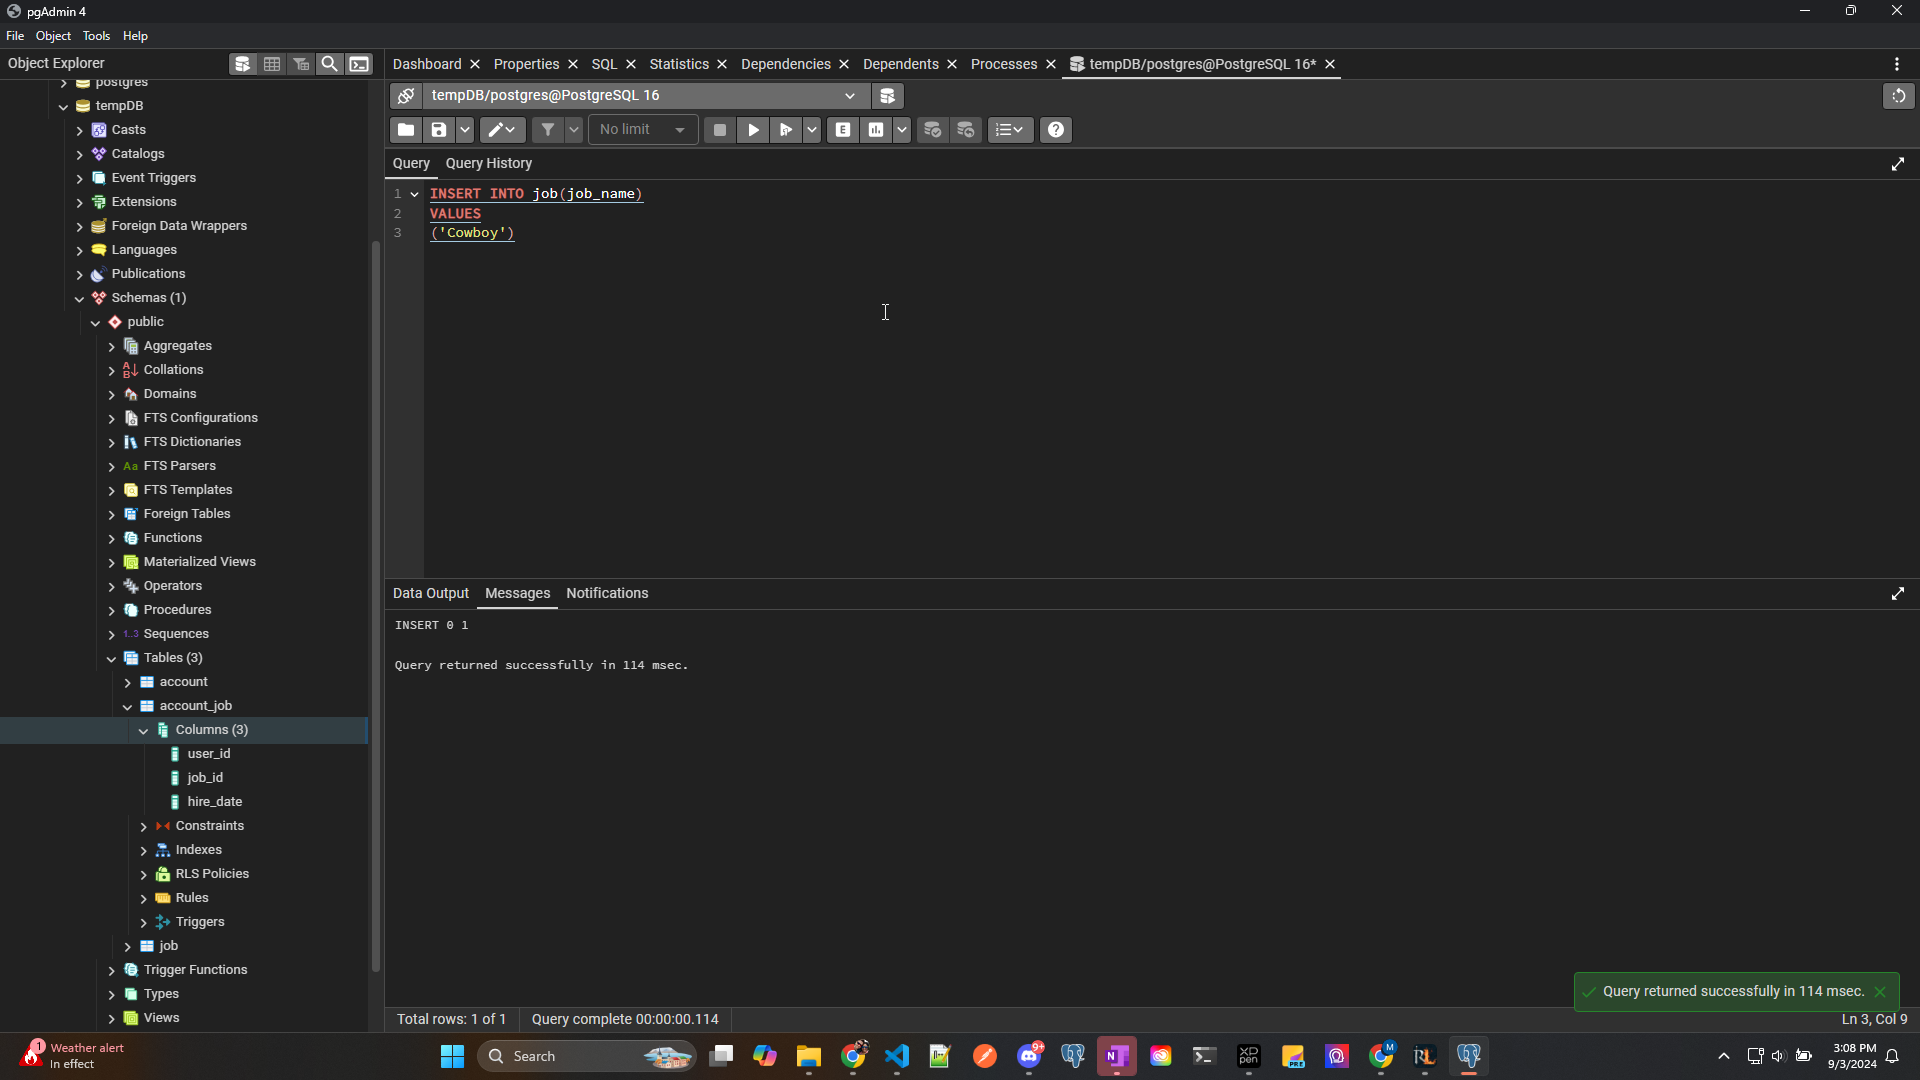 pgAdmin 4
File Object Tools Help
Object Explorer
Dashboard Properties SQL Statistics Dependencies Dependents Processes tempDB/postgres@PostgreSQL 16*
postgres
tempDB
Casts
Catalogs
Event Triggers
Extensions
Foreign Data Wrappers
Languages
Publications
Schemas (1)
public
Aggregates
Collations
Domains
FTS Configurations
FTS Dictionaries
Aa FTS Parsers
FTS Templates
Foreign Tables
Functions
Materialized Views
Operators
Procedures
1..3 Sequences
Tables (3)
account
account_job
Columns (3)
user_id
job_id
hire_date
Constraints
Indexes
RLS Policies
Rules
Triggers
job
Trigger Functions
Types
Views
tempDB/postgres@PostgreSQL 16
No limit
E
Query Query History
1 INSERT INTO job(job_name)
2 VALUES
3 ('Cowboy')
Data Output Messages Notifications
INSERT 0 1
Query returned successfully in 114 msec.
Query returned successfully in 114 msec.
Total rows: 1 of 1 Query complete 00:00:00.114 Ln 3, Col 9
1 Weather alert
In effect
Search
9+
N
XP
pen
PRE
M
3:08 PM
9/3/2024